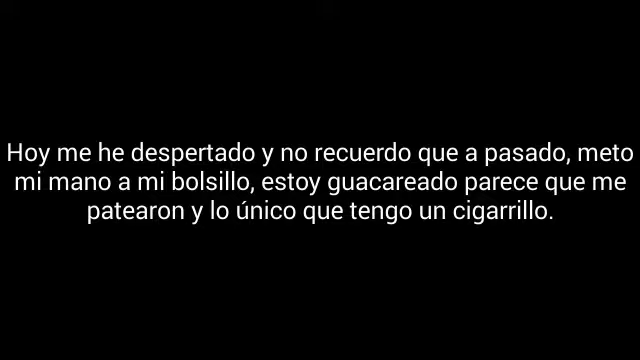 Hoy me he despertado y no recuerdo que a pasado, meto
mi mano a mi bolsillo, estoy guacareado parece que me
patearon y lo único que tengo un cigarrillo.